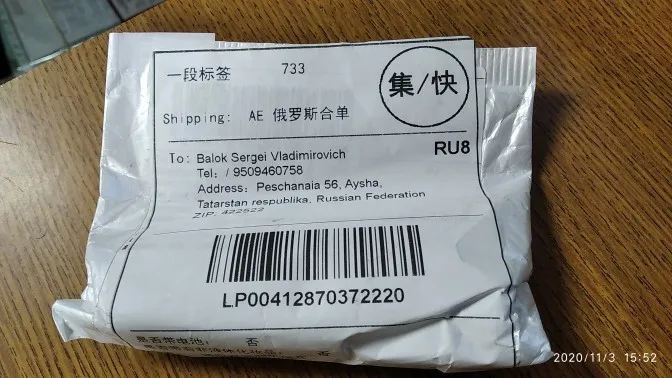 一段标签 733
集/快
Shipping: AE 俄罗斯合单
RU8
To: Balok Sergei Vladimirovich
Tel: / 9509460758
Address: Peschanaia 56, Aysha,
Tatarstan respublika, Russian Federation
ZIP: 422522
LP00412870372220
是否带电池: 否
否
2020/11/3 15:52